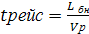 tрейс = L бн / Vр